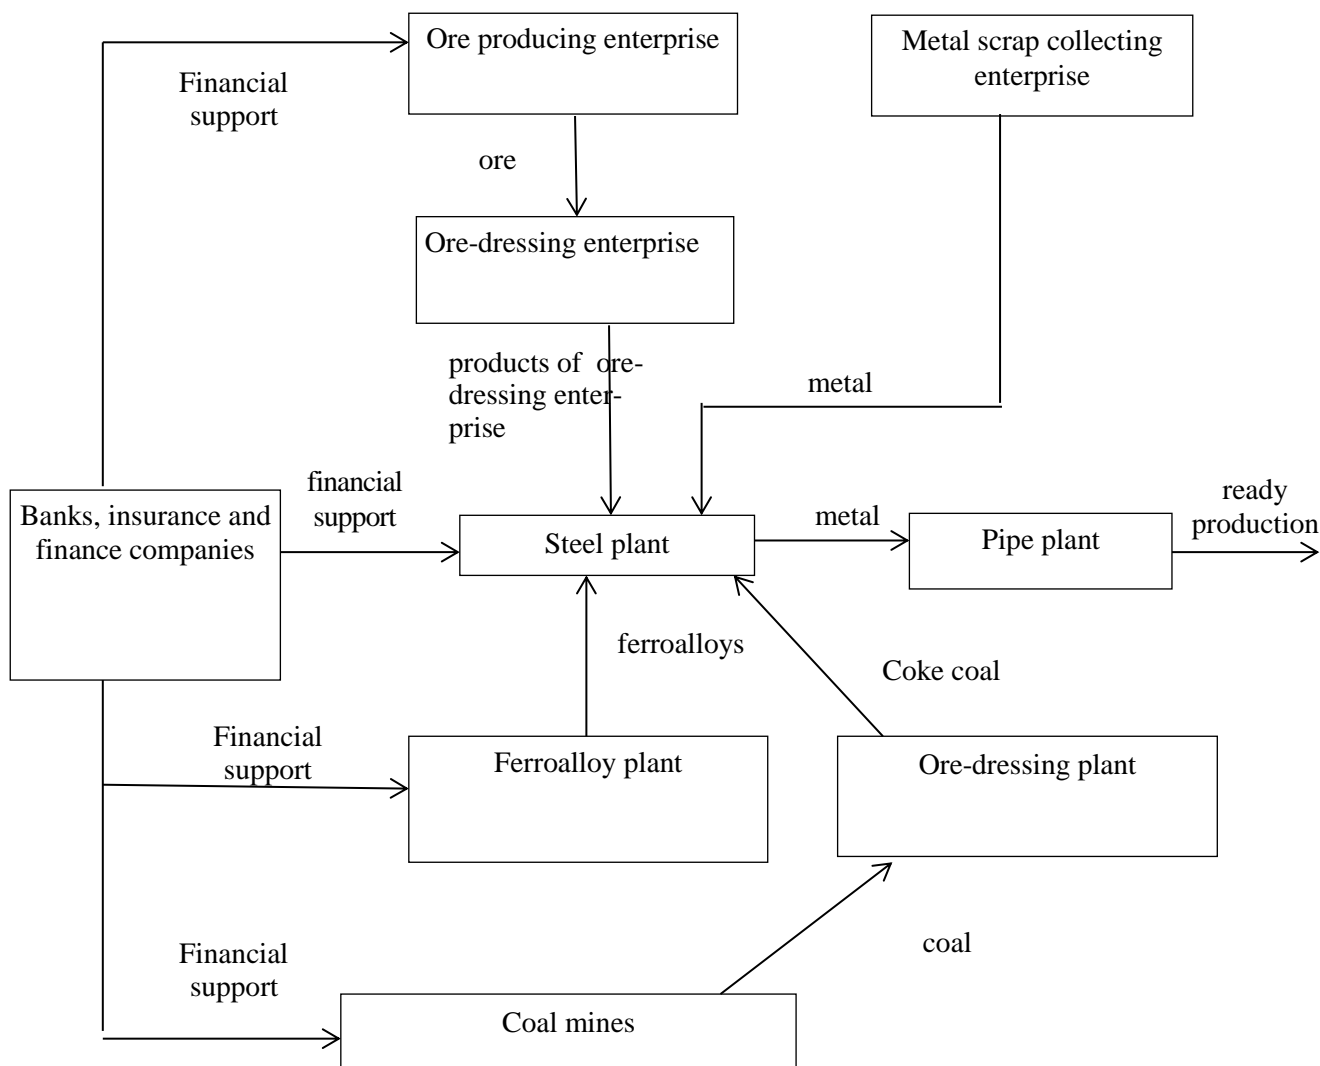 Ore producing enterprise
Metal scrap collecting
enterprise
Financial
support
ore
Ore-dressing enterprise
products of ore-
dressing enter-
prise
metal
financial
support
Banks, insurance and
finance companies
Steel plant
metal
Pipe plant
ready
production
ferroalloys
Coke coal
Financial
support
Ferroalloy plant
Ore-dressing plant
Financial
support
coal
Coal mines